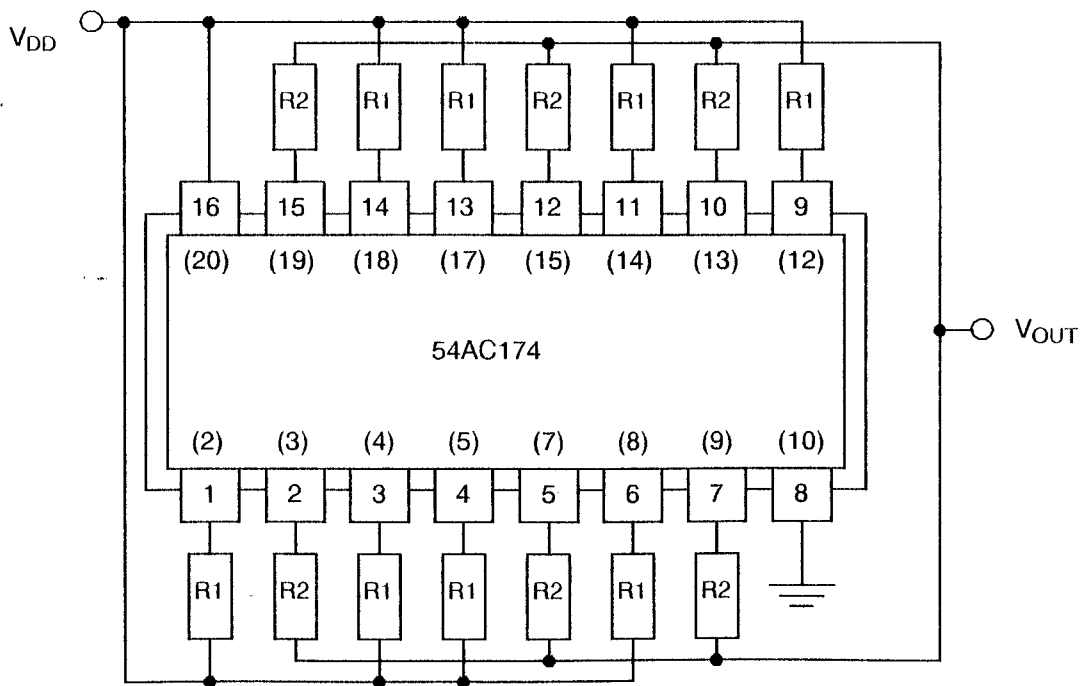 V_DD
R2 R1 R1 R2 R1 R2 R1
16 15 14 13 12 11 10 9
(20) (19) (18) (17) (15) (14) (13) (12)
54AC174
V_OUT
(2) (3) (4) (5) (7) (8) (9) (10)
1 2 3 4 5 6 7 8
R1 R2 R1 R1 R2 R1 R2